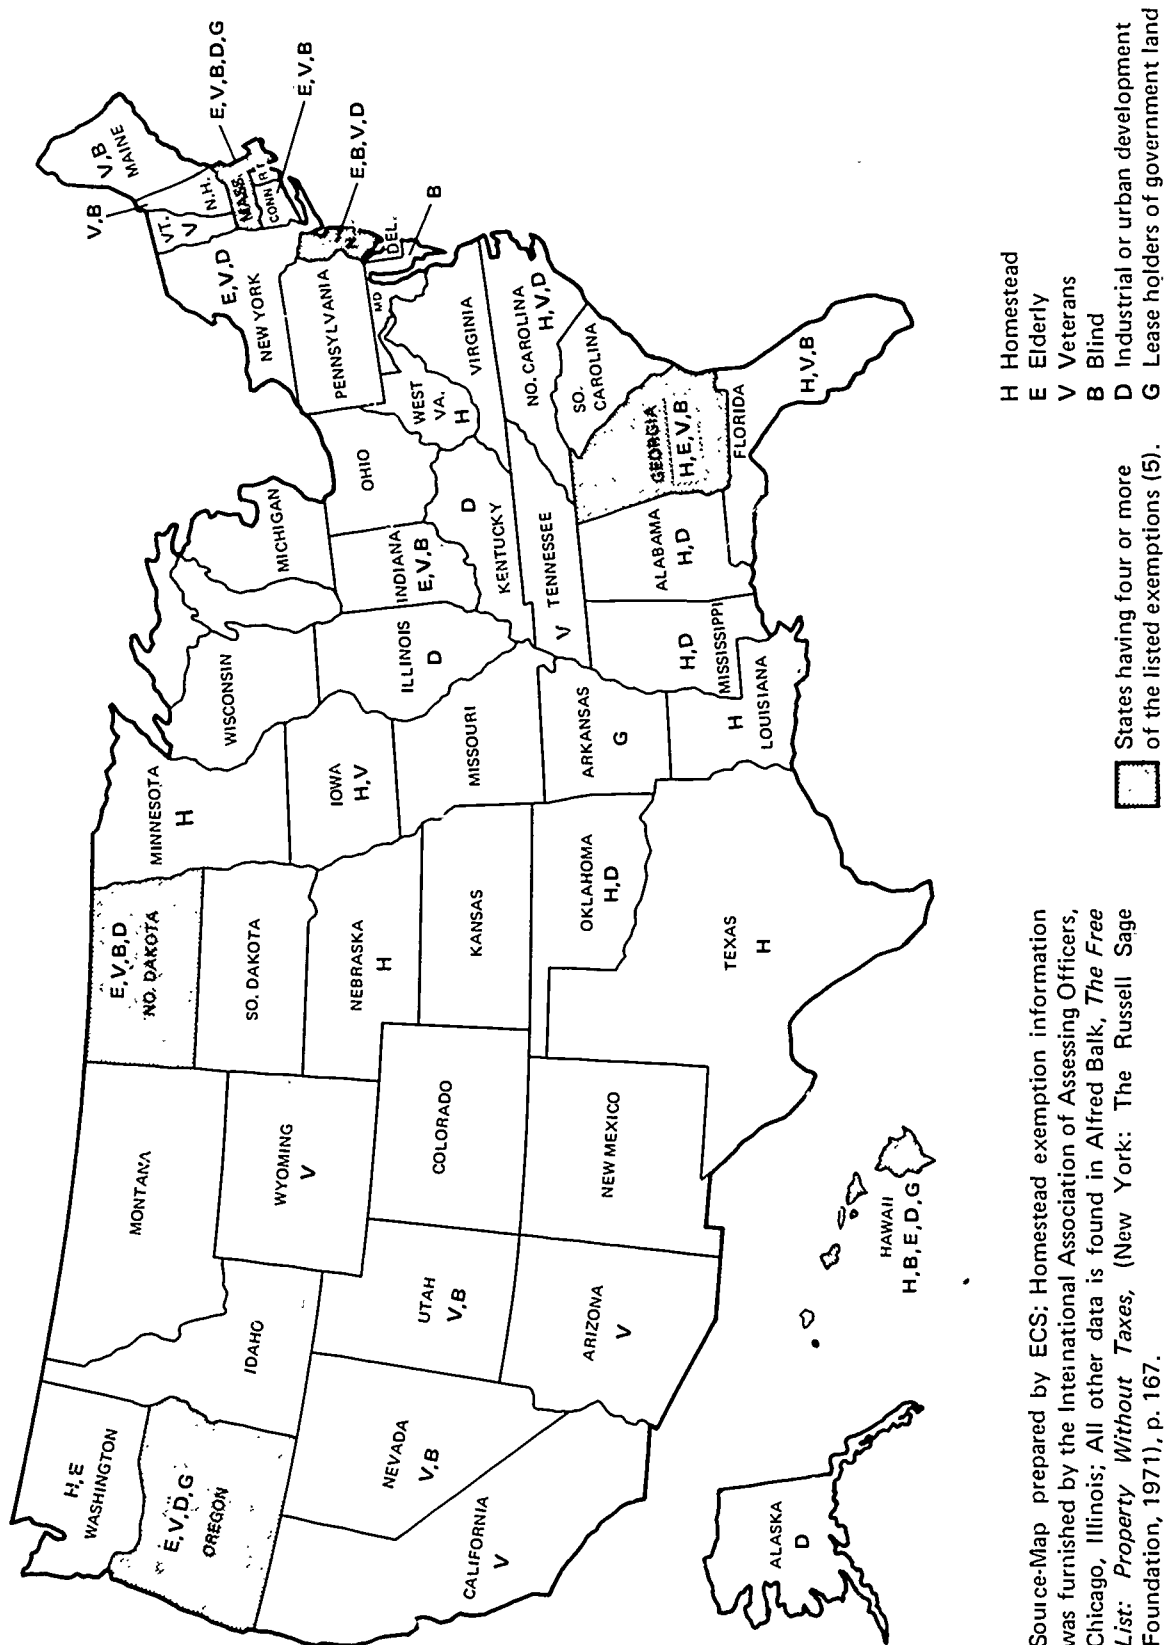 H,E
WASHINGTON
E,V,D,G
OREGON
CALIFORNIA
V
NEVADA
V,B
IDAHO
MONTANA
WYOMING
V
UTAH
V,B
ARIZONA
V
COLORADO
NEW MEXICO
E,V,B,D
NO. DAKOTA
SO. DAKOTA
NEBRASKA
H
KANSAS
OKLAHOMA
H,D
TEXAS
H
MINNESOTA
H
IOWA
H,V
MISSOURI
ARKANSAS
G
H
LOUISIANA
WISCONSIN
ILLINOIS
D
MICHIGAN
INDIANA
E,V,B
OHIO
D
KENTUCKY
TENNESSEE
V
H,D
MISSISSIPPI
ALABAMA
H,D
GEORGIA
H,E,V,B
FLORIDA
H,V,B
SO.
CAROLINA
NO. CAROLINA
H,V,D
VIRGINIA
WEST
VA.
H
MD
DEL.
B
PENNSYLVANIA
E,B,V,D
E,V,D
NEW YORK
VT.
V
V,B
N.H.
V,B
MAINE
MASS.
E,V,B,D,G
CONN
R I
E,V,B
ALASKA
D
HAWAII
H,B,E,D,G
H Homestead
E Elderly
V Veterans
B Blind
D Industrial or urban development
G Lease holders of government land
States having four or more
of the listed exemptions (5).
Source-Map prepared by ECS: Homestead exemption information
was furnished by the International Association of Assessing Officers,
Chicago, Illinois; All other data is found in Alfred Balk, The Free
List: Property Without Taxes, (New York: The Russell Sage
Foundation, 1971), p. 167.